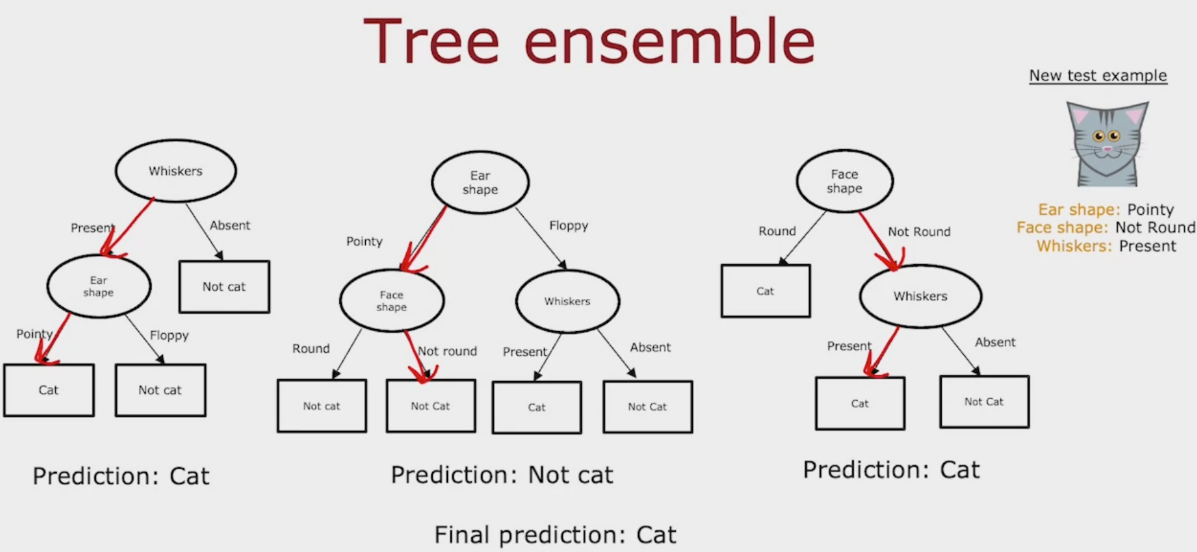 Tree ensemble
New test example
Ear shape: Pointy
Face shape: Not Round
Whiskers: Present
Whiskers
Present
Absent
Ear
shape
Not cat
Pointy
Floppy
Cat
Not cat
Prediction: Cat
Ear
shape
Pointy
Floppy
Face
shape
Whiskers
Round
Not round
Present
Absent
Not cat
Not Cat
Cat
Not Cat
Prediction: Not cat
Face
shape
Round
Not Round
Cat
Whiskers
Present
Absent
Cat
Not Cat
Prediction: Cat
Final prediction: Cat